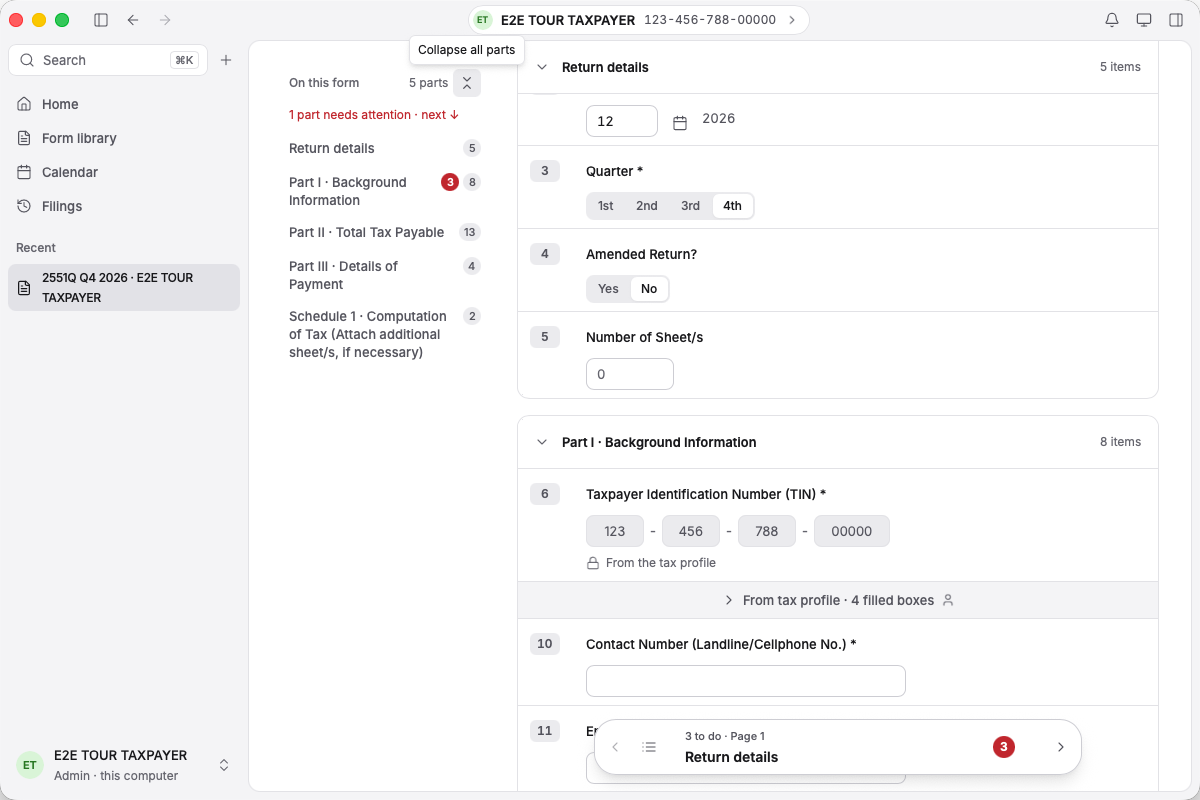 ET E2E TOUR TAXPAYER 123-456-788-00000
Search ⌘K
Home
Form library
Calendar
Filings
Recent
2551Q Q4 2026 · E2E TOUR
TAXPAYER
ET E2E TOUR TAXPAYER
Admin · this computer
Collapse all parts
On this form 5 parts
1 part needs attention · next ↓
Return details 5
Part I · Background
Information 3 8
Part II · Total Tax Payable 13
Part III · Details of
Payment 4
Schedule 1 · Computation
of Tax (Attach additional
sheet/s, if necessary) 2
Return details 5 items
12 2026
3 Quarter *
1st 2nd 3rd 4th
4 Amended Return?
Yes No
5 Number of Sheet/s
0
Part I · Background Information 8 items
6 Taxpayer Identification Number (TIN) *
123 - 456 - 788 - 00000
From the tax profile
From tax profile · 4 filled boxes
10 Contact Number (Landline/Cellphone No.) *
11
3 to do · Page 1
Return details 3